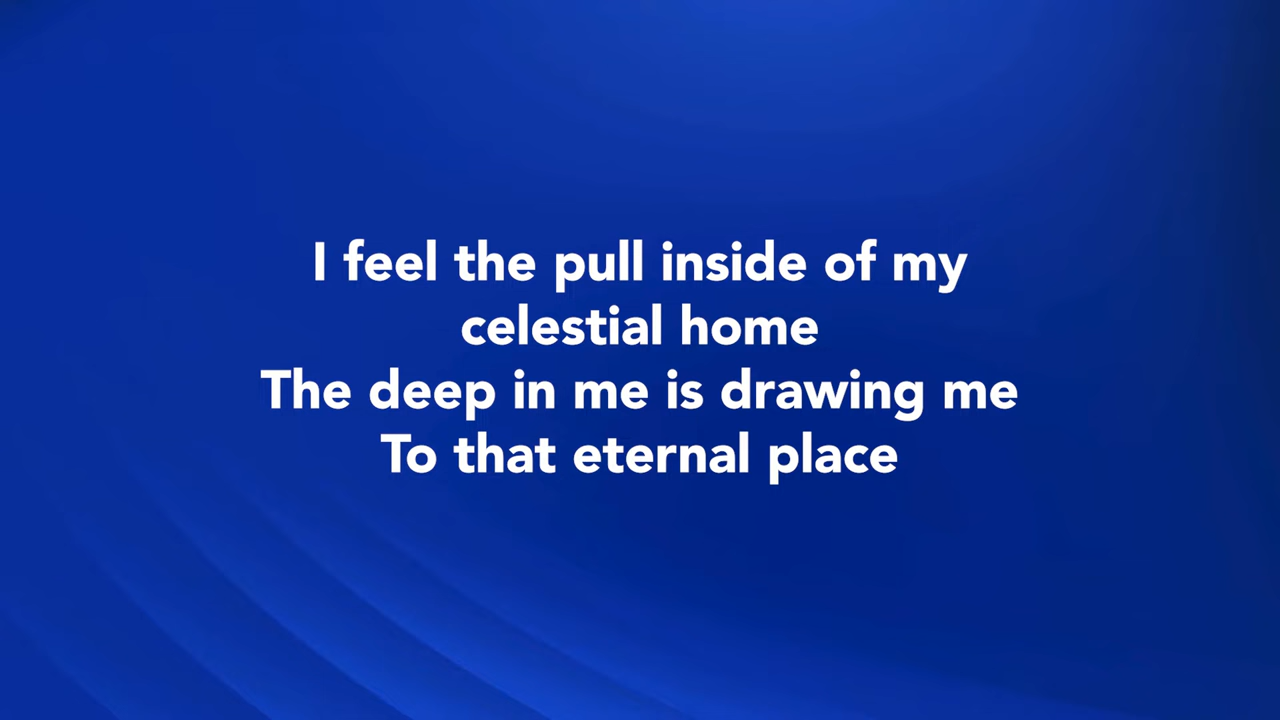 I feel the pull inside of my
celestial home
The deep in me is drawing me
To that eternal place